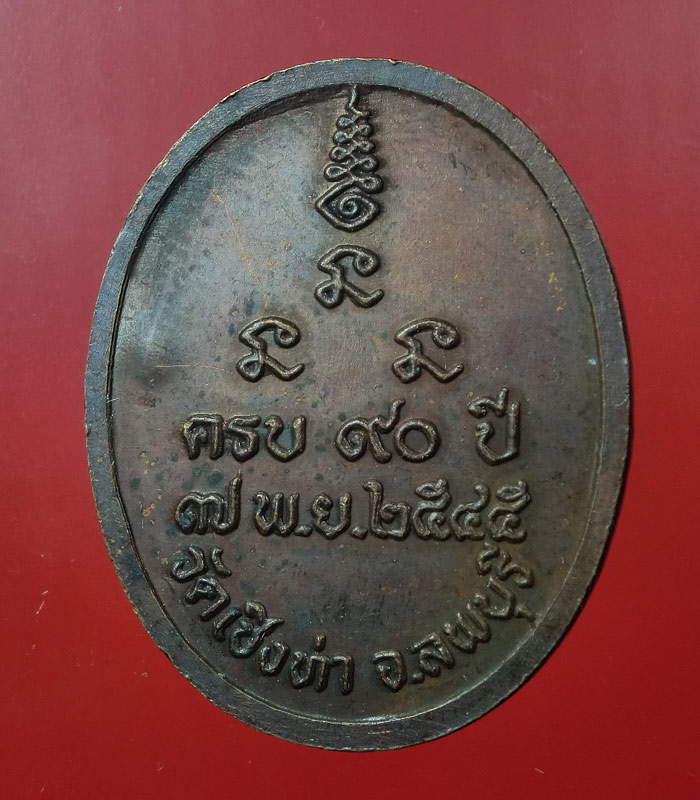 ครบ ๙๐ ปี
๗ พ.ย.๒๕๔๕
วัดเชิงท่า จ.ลพบุรี